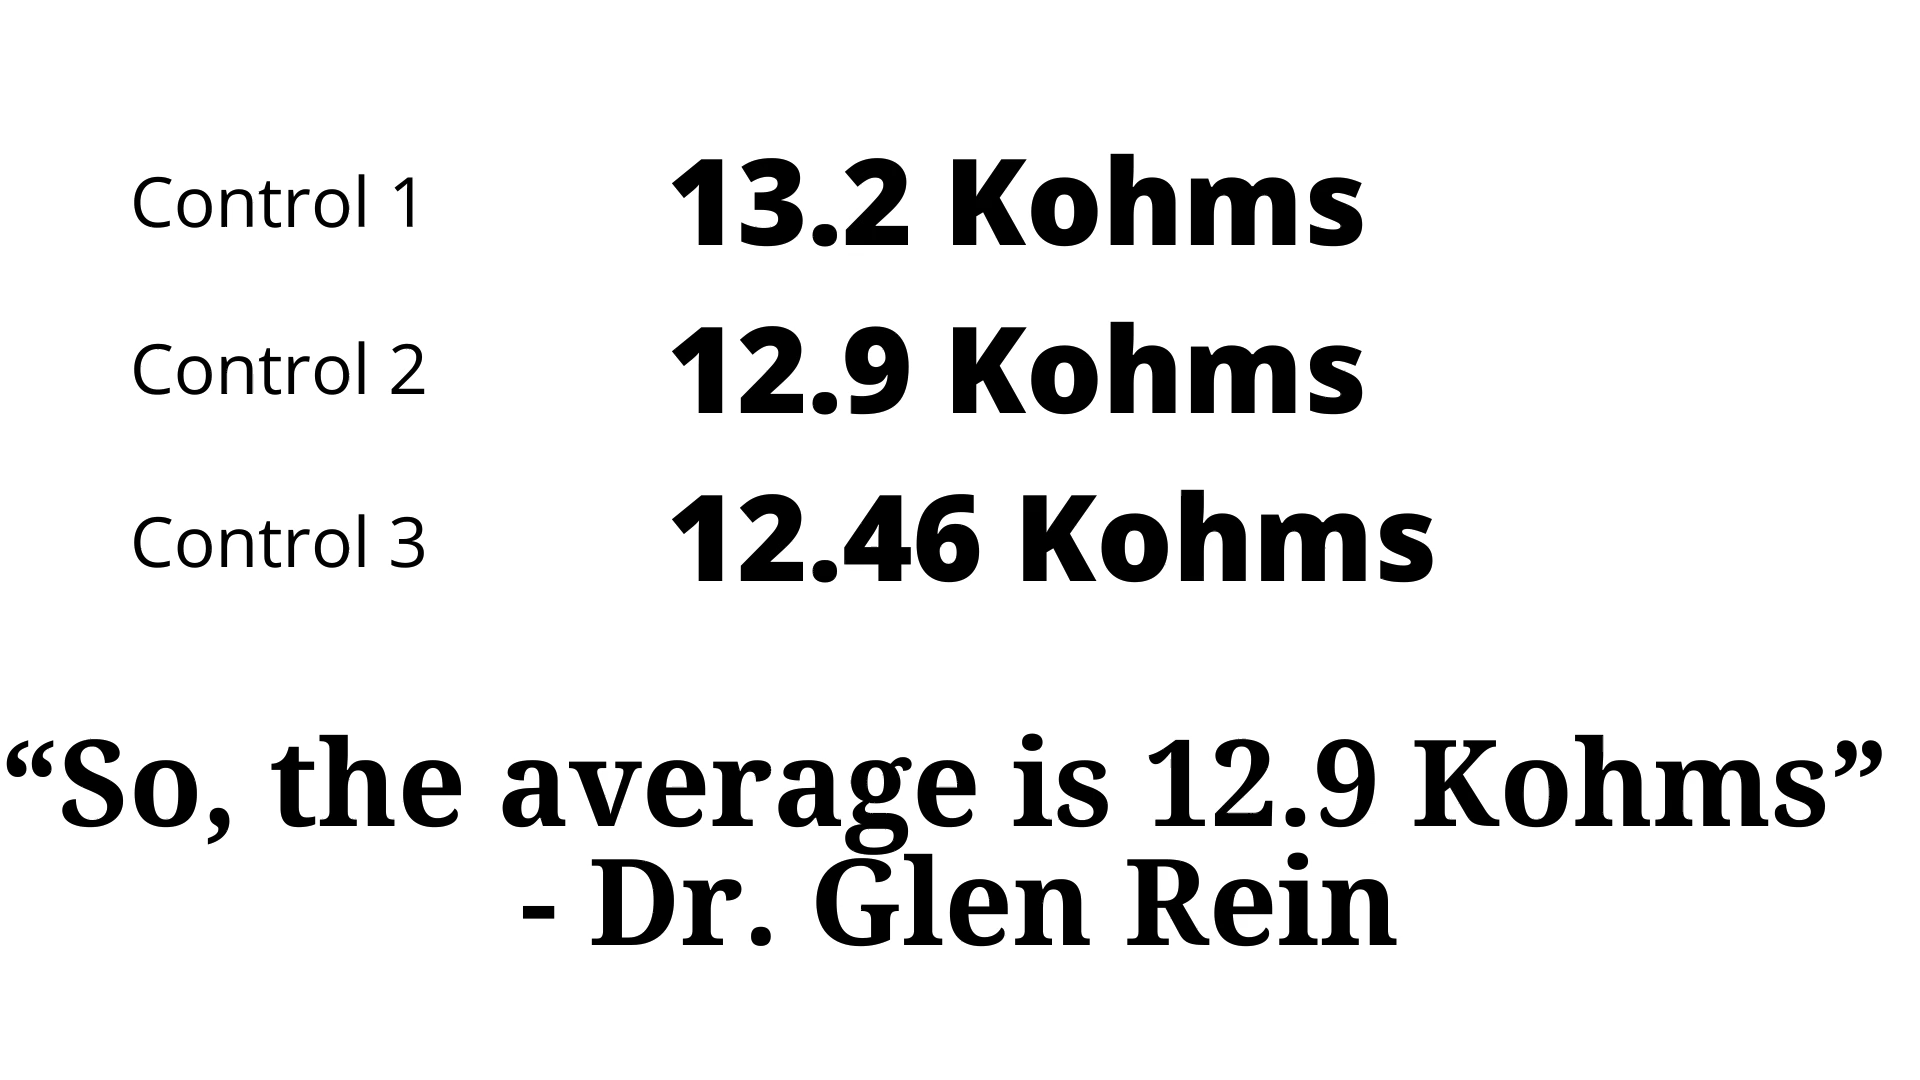 Control 1 13.2 Kohms
Control 2 12.9 Kohms
Control 3 12.46 Kohms
“So, the average is 12.9 Kohms”
- Dr. Glen Rein